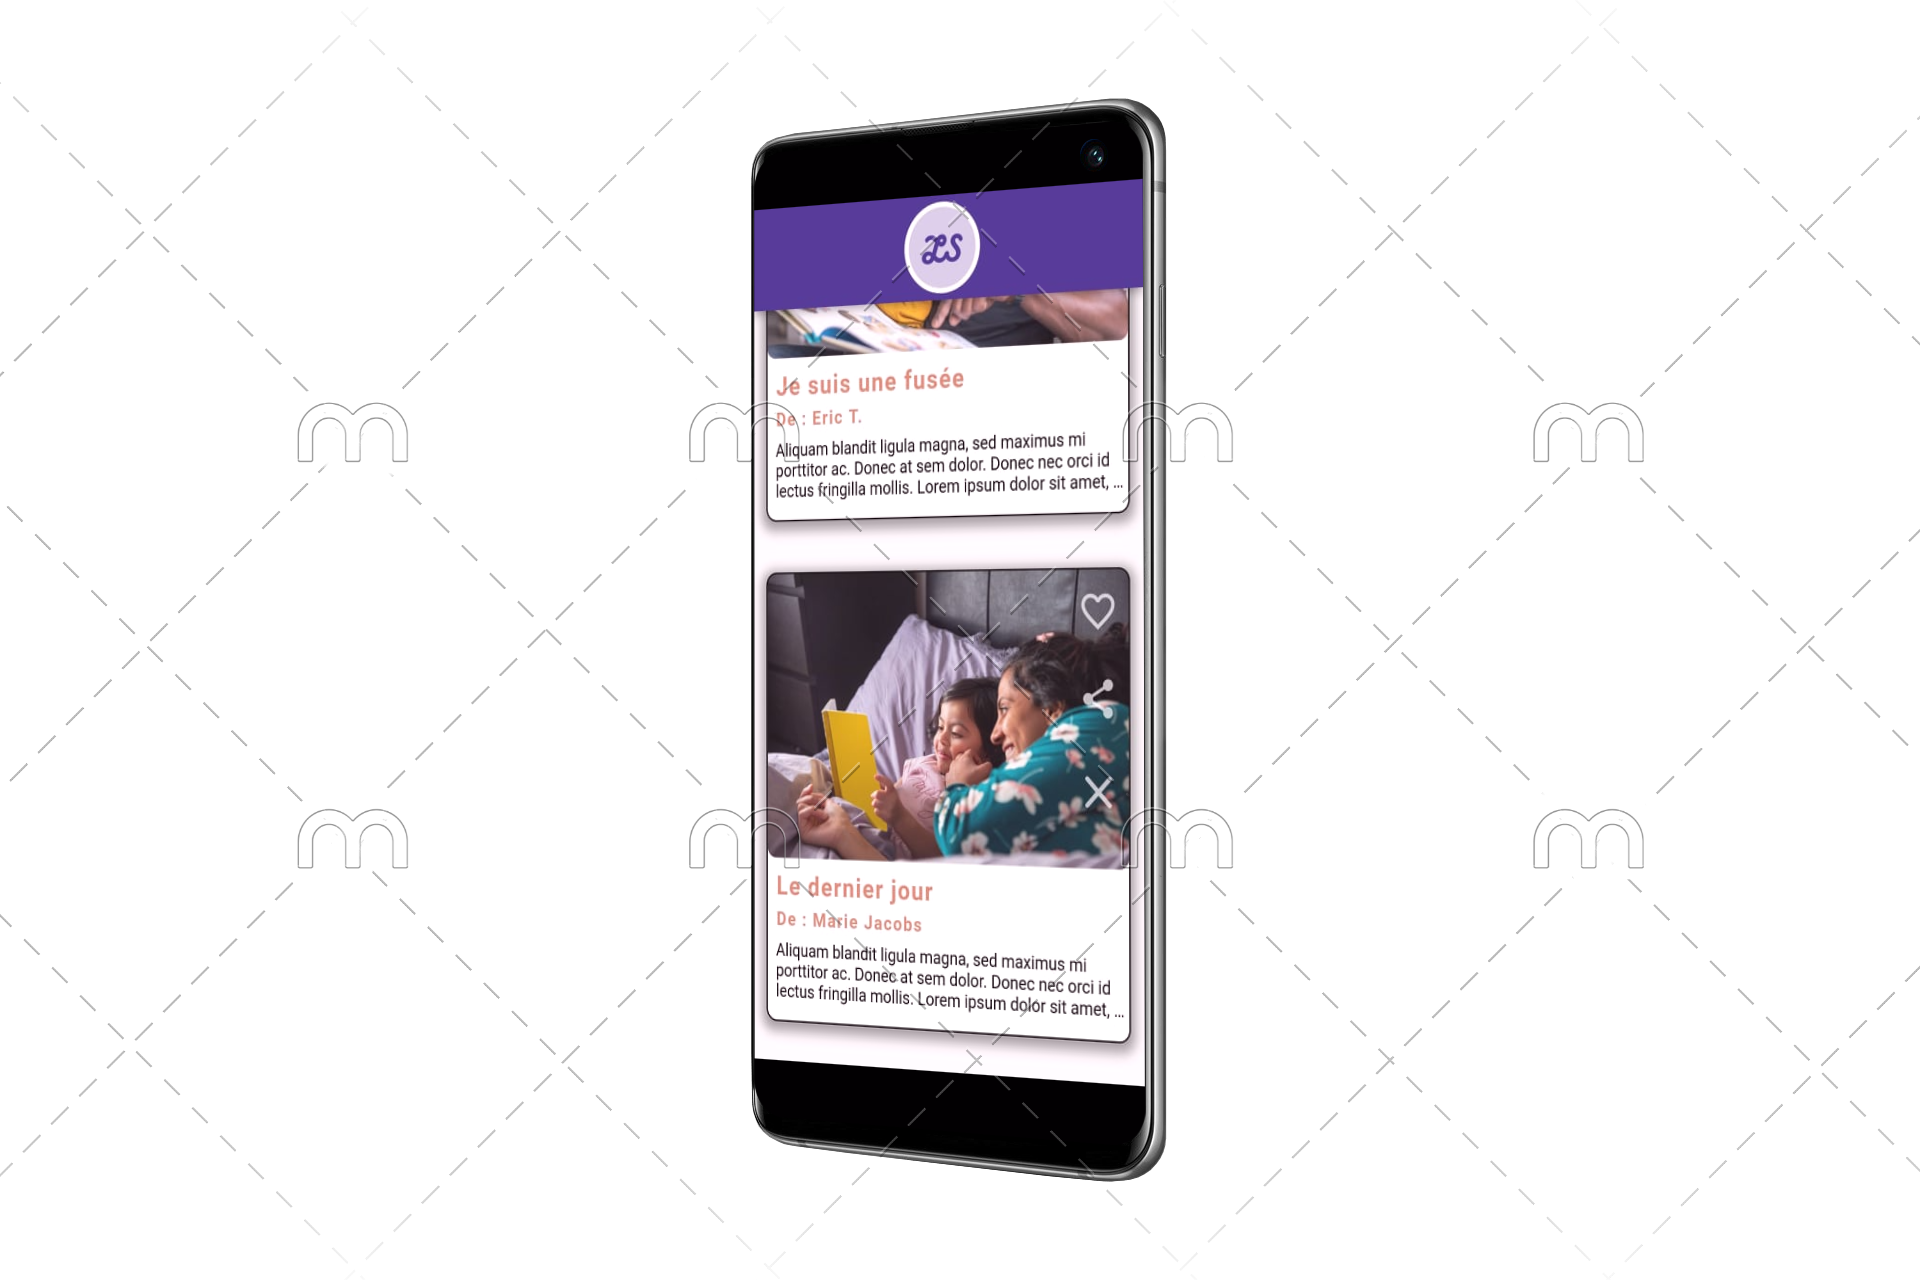 LS
Je suis une fusée
De : Eric T.
Aliquam blandit ligula magna, sed maximus mi
porttitor ac. Donec at sem dolor. Donec nec orci id
lectus fringilla mollis. Lorem ipsum dolor sit amet, ...
Le dernier jour
De : Marie Jacobs
Aliquam blandit ligula magna, sed maximus mi
porttitor ac. Donec at sem dolor. Donec nec orci id
lectus fringilla mollis. Lorem ipsum dolor sit amet, ...
m m m m
m m m m